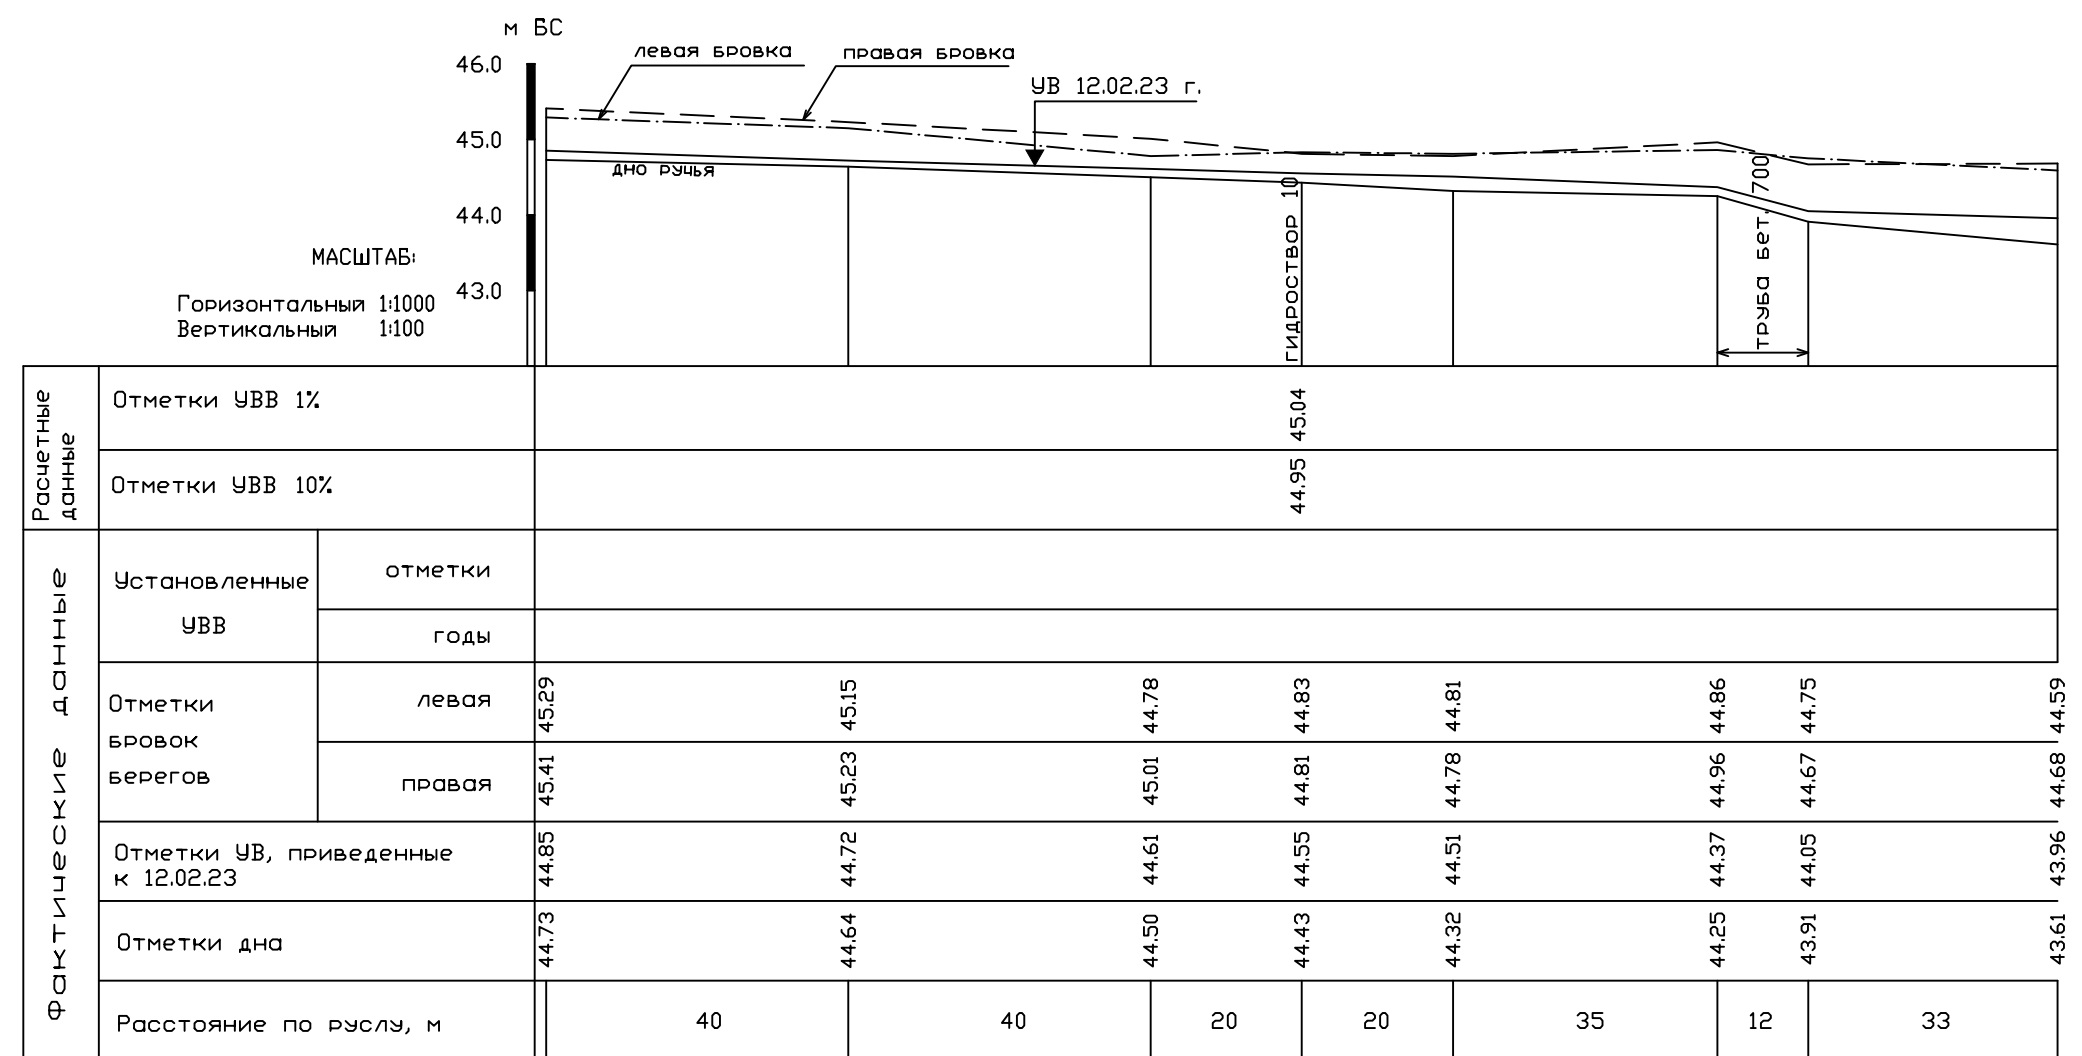 м БС
левая бровка
правая бровка
УВ 12.02.23 г.
46.0
45.0
44.0
43.0
дно ручья
МАСШТАБ:
Горизонтальный 1:1000
Вертикальный 1:100
гидроствор 10
труба бет. 700
Расчетные
данные
Отметки УВВ 1%
45.04
Отметки УВВ 10%
44.95
Фактические данные
Установленные
УВВ
отметки
годы
Отметки
бровок
берегов
левая
45.29 45.15 44.78 44.83 44.81 44.86 44.75 44.59
правая
45.41 45.23 45.01 44.81 44.78 44.96 44.67 44.68
Отметки УВ, приведенные
к 12.02.23
44.85 44.72 44.61 44.55 44.51 44.37 44.05 43.96
Отметки дна
44.73 44.64 44.50 44.43 44.32 44.25 43.91 43.61
Расстояние по руслу, м
40 40 20 20 35 12 33